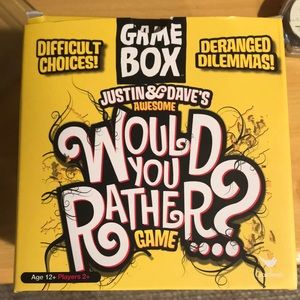 DIFFICULT CHOICES!
GAME BOX
DERANGED DILEMMAS!
JUSTIN & DAVE'S
AWESOME
WOULD
YOU
RATHER...?
GAME
Age 12+ Players 2+